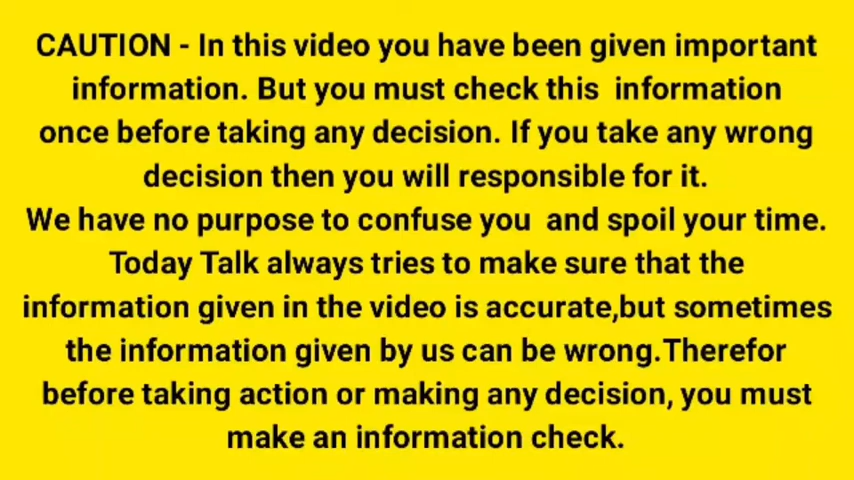 CAUTION - In this video you have been given important
information. But you must check this information
once before taking any decision. If you take any wrong
decision then you will responsible for it.
We have no purpose to confuse you and spoil your time.
Today Talk always tries to make sure that the
information given in the video is accurate,but sometimes
the information given by us can be wrong.Therefor
before taking action or making any decision, you must
make an information check.